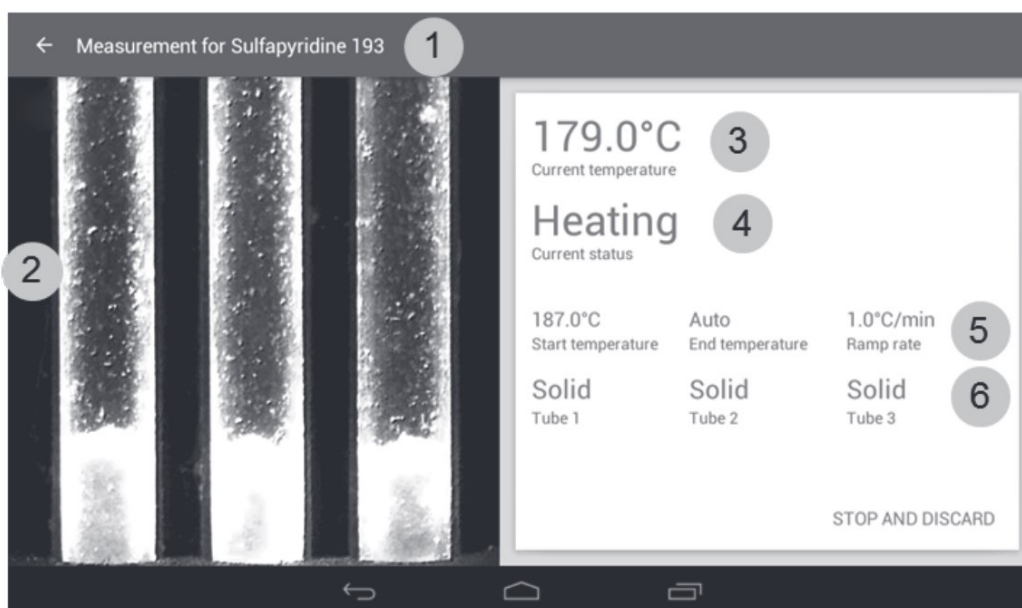 Measurement for Sulfapyridine 193
1
2
179.0°C
3
Current temperature
Heating
4
Current status
187.0°C Auto 1.0°C/min
Start temperature End temperature Ramp rate
5
Solid Solid Solid
6
Tube 1 Tube 2 Tube 3
STOP AND DISCARD